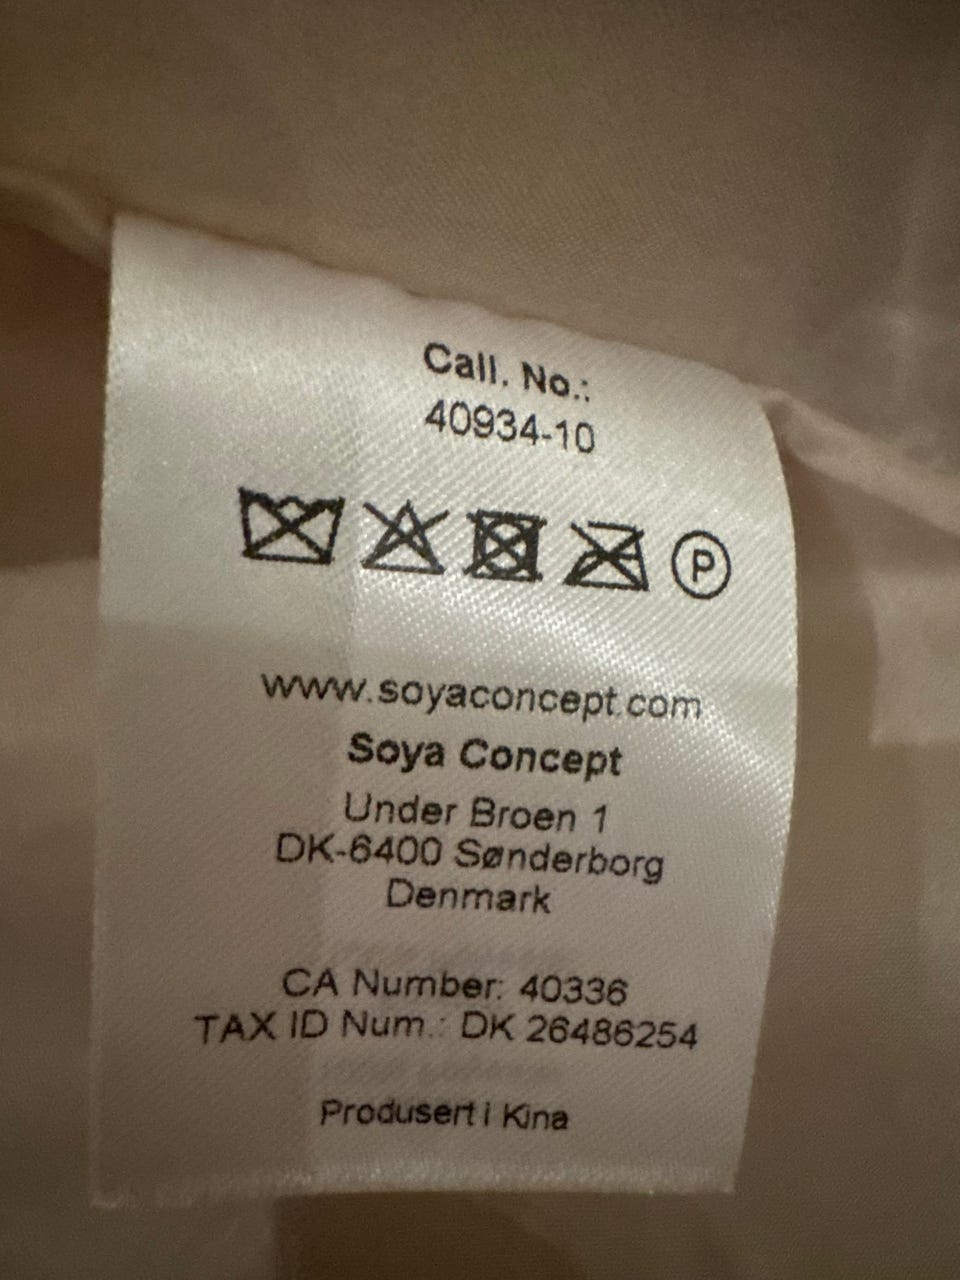 Call. No.:
40934-10
P
www.soyaconcept.com
Soya Concept
Under Broen 1
DK-6400 Sønderborg
Denmark
CA Number: 40336
TAX ID Num.: DK 26486254
Produsert i Kina